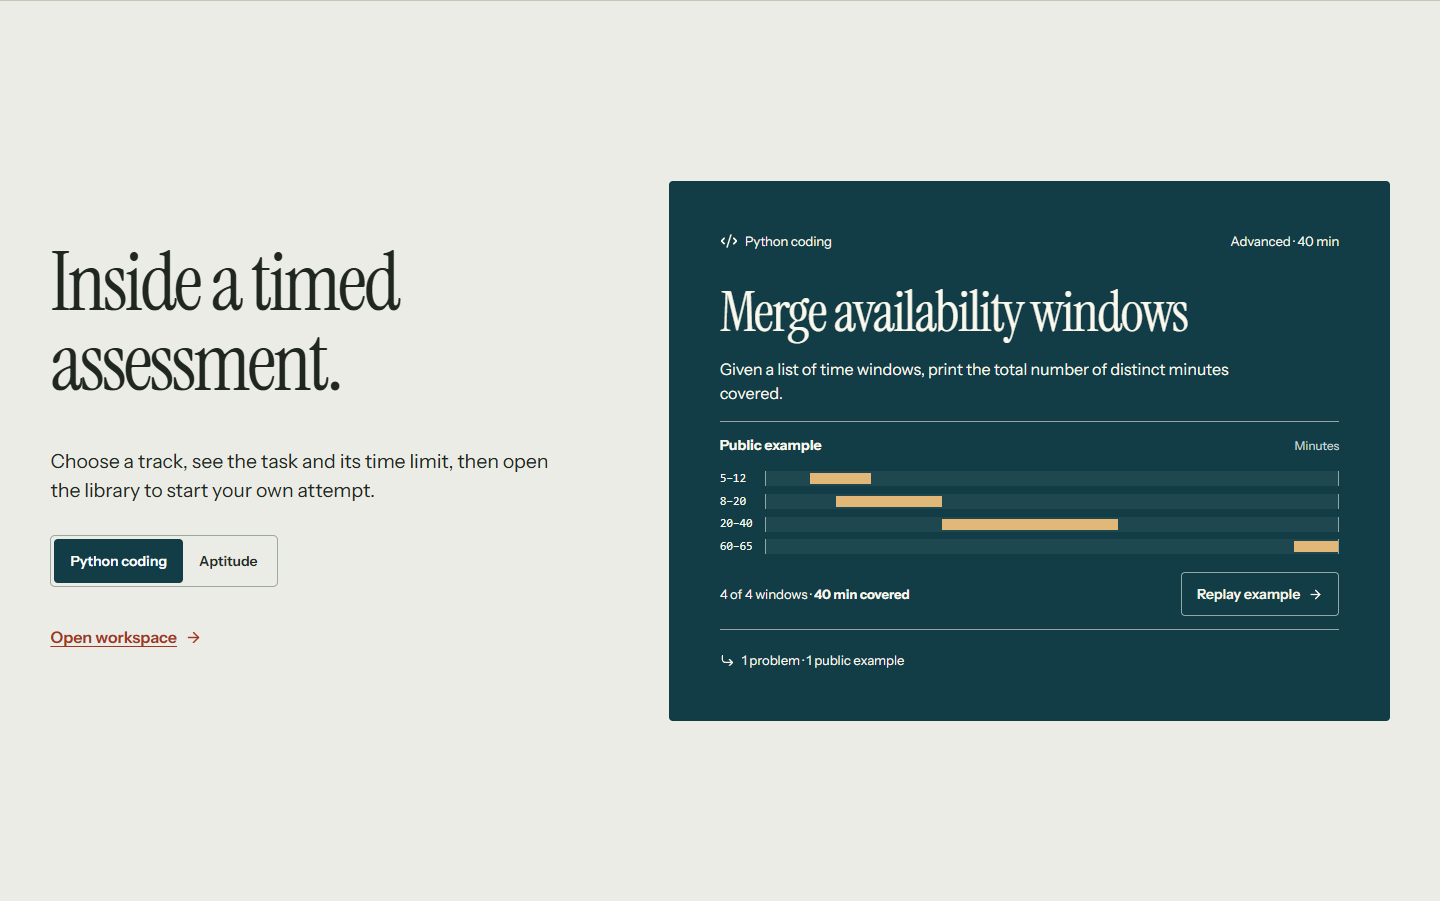 Inside a timed
assessment.
Choose a track, see the task and its time limit, then open
the library to start your own attempt.
Python coding
Aptitude
Open workspace →
</> Python coding
Advanced · 40 min
Merge availability windows
Given a list of time windows, print the total number of distinct minutes
covered.
Public example
Minutes
5–12
8–20
20–40
60–65
4 of 4 windows · 40 min covered
Replay example →
1 problem · 1 public example